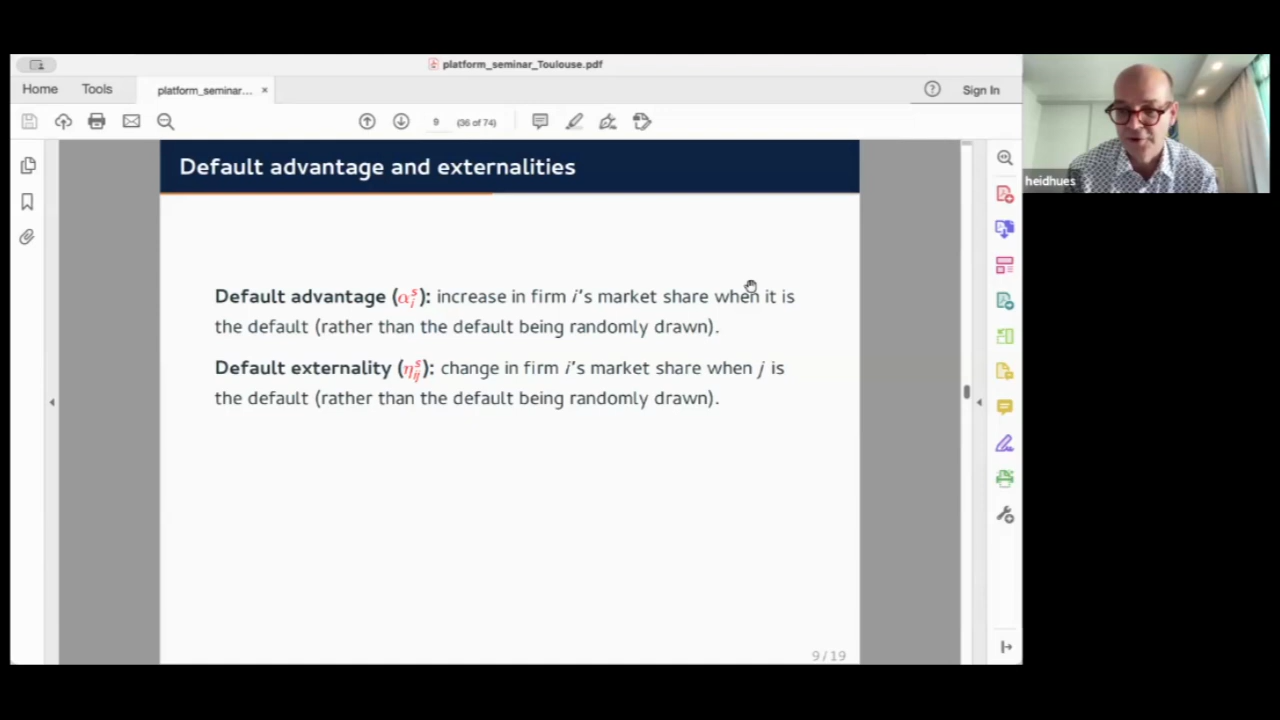 platform_seminar_Toulouse.pdf
Home Tools platform_seminar... × Sign In
9 (36 of 74)
Default advantage and externalities
heidhues
Default advantage (αᵢˢ): increase in firm i's market share when it is
the default (rather than the default being randomly drawn).
Default externality (ηᵢⱼˢ): change in firm i's market share when j is
the default (rather than the default being randomly drawn).
9/19